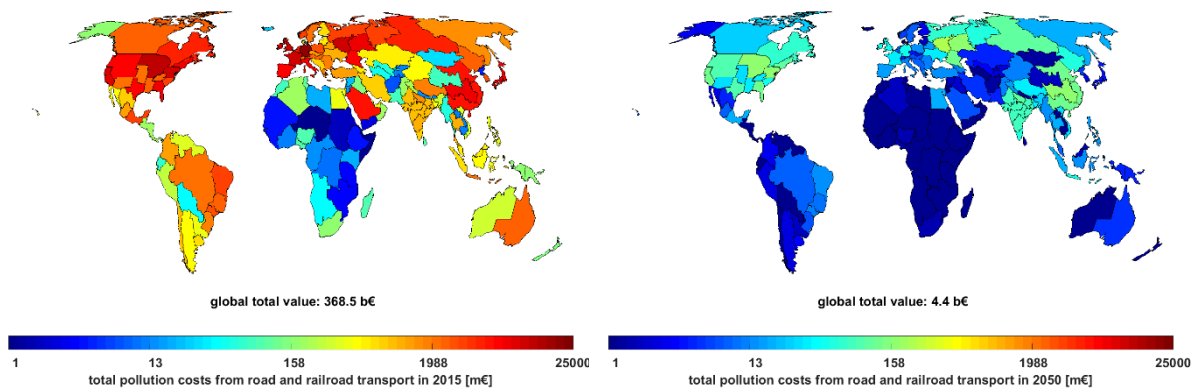 global total value: 368.5 b€
1 13 158 1988 25000
total pollution costs from road and railroad transport in 2015 [m€]
global total value: 4.4 b€
1 13 158 1988 25000
total pollution costs from road and railroad transport in 2050 [m€]